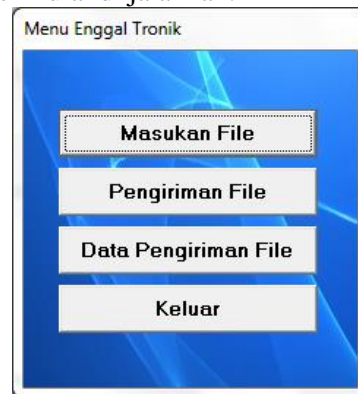 Menu Enggal Tronik
Masukan File
Pengiriman File
Data Pengiriman File
Keluar